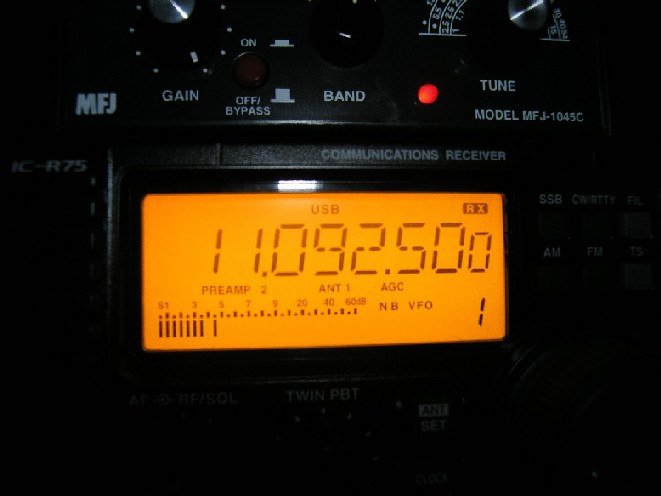 ON
GAIN
OFF/
BYPASS
BAND
TUNE
MFJ
MODEL MFJ-1045C
IC-R75
COMMUNICATIONS RECEIVER
USB
RX
SSB CW/RTTY FIL
11.092.500
AM FM TS
PREAMP 2 ANT 1 AGC
S1 3 5 7 9 20 40 60dB
NB VFO 1
AF RF/SQL
TWIN PBT
ANT
SET
CLOCK